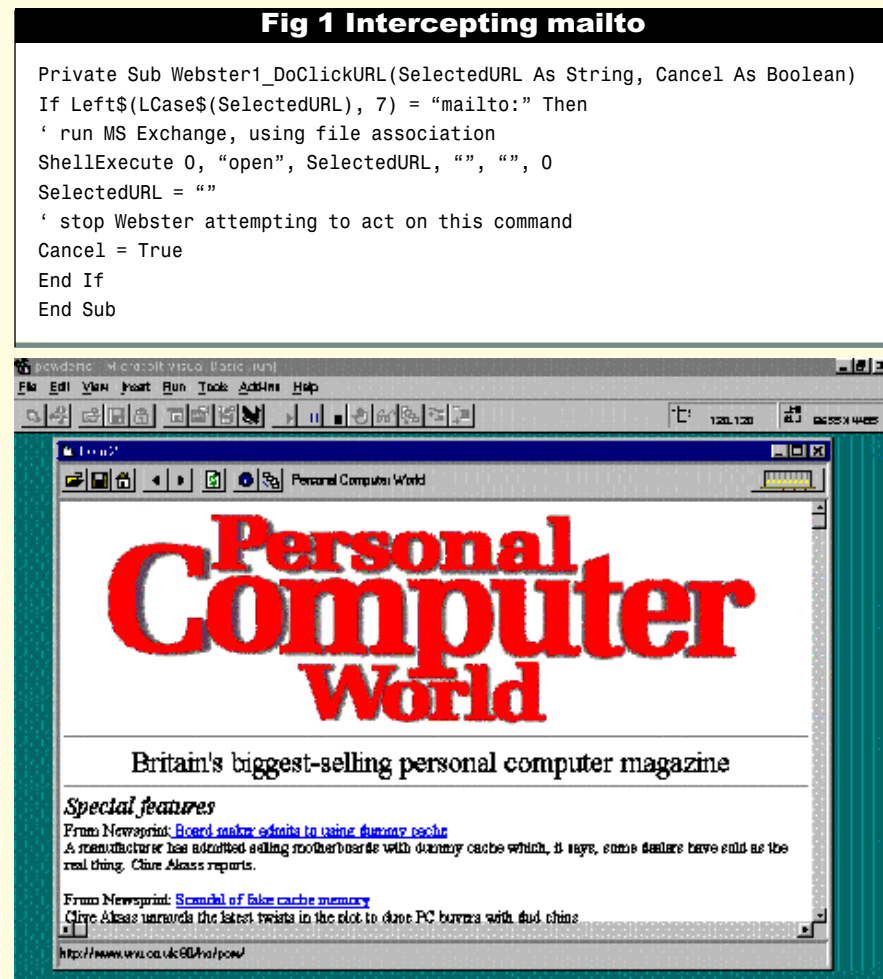 Fig 1 Intercepting mailto
Private Sub Webster1_DoClickURL(SelectedURL As String, Cancel As Boolean)
If Left$(LCase$(SelectedURL), 7) = “mailto:” Then
‘ run MS Exchange, using file association
ShellExecute 0, “open”, SelectedURL, “”, “”, 0
SelectedURL = “”
‘ stop Webster attempting to act on this command
Cancel = True
End If
End Sub
Microsoft Visual Basic [run]
File Edit View Insert Run Tools Add-Ins Help
120,120
Personal Computer World
Personal
Computer
World
Britain's biggest-selling personal computer magazine
Special features
From Newsprint: Board maker admits to using dummy cache
A manufacturer has admitted selling motherboards with dummy cache which, it says, some dealers have sold as the
real thing. Clive Akass reports.
From Newsprint: Scandal of fake cache memory
Clive Akass unravels the latest twists in the plot to dupe PC buyers with dud chips